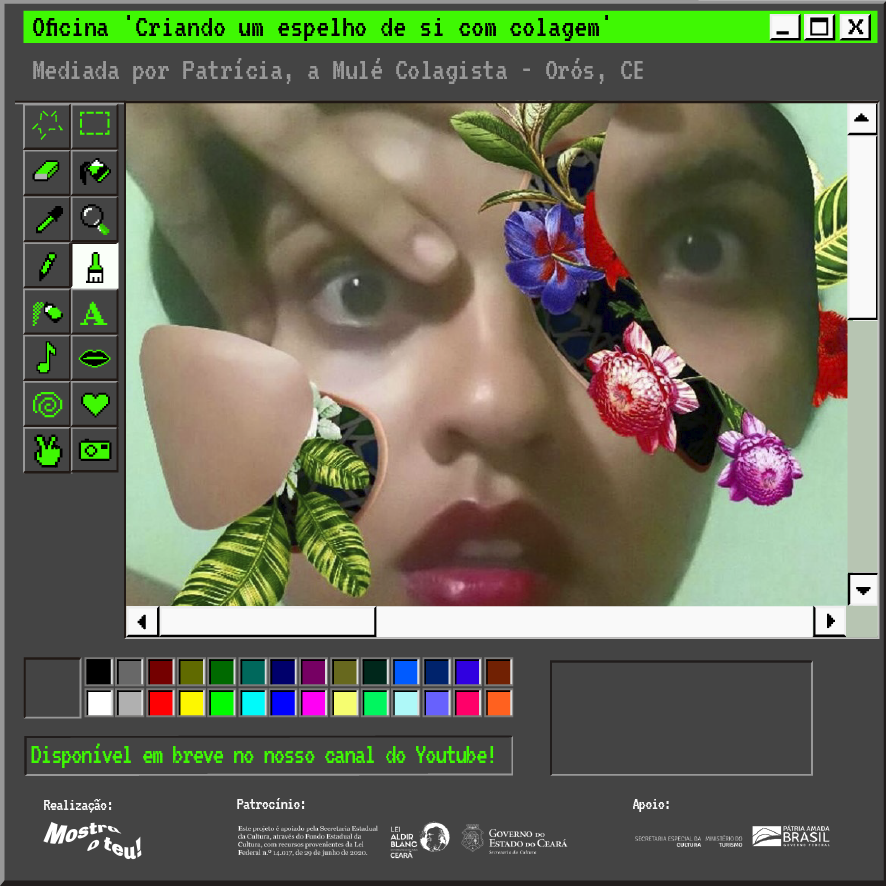 Oficina 'Criando um espelho de si com colagem'
Mediada por Patrícia, a Mulé Colagista - Orós, CE
A
Disponível em breve no nosso canal do Youtube!
Realização:
Mostra
o teu!
Patrocínio:
Este projeto é apoiado pela Secretaria Estadual
da Cultura, através do Fundo Estadual da
Cultura, com recursos provenientes da Lei
Federal n.º 14.017, de 29 de junho de 2020.
LEI
ALDIR
BLANC
CEARÁ
GOVERNO DO
ESTADO DO CEARÁ
Secretaria da Cultura
Apoio:
SECRETARIA ESPECIAL DA
CULTURA
MINISTÉRIO DO
TURISMO
PÁTRIA AMADA
BRASIL
GOVERNO FEDERAL